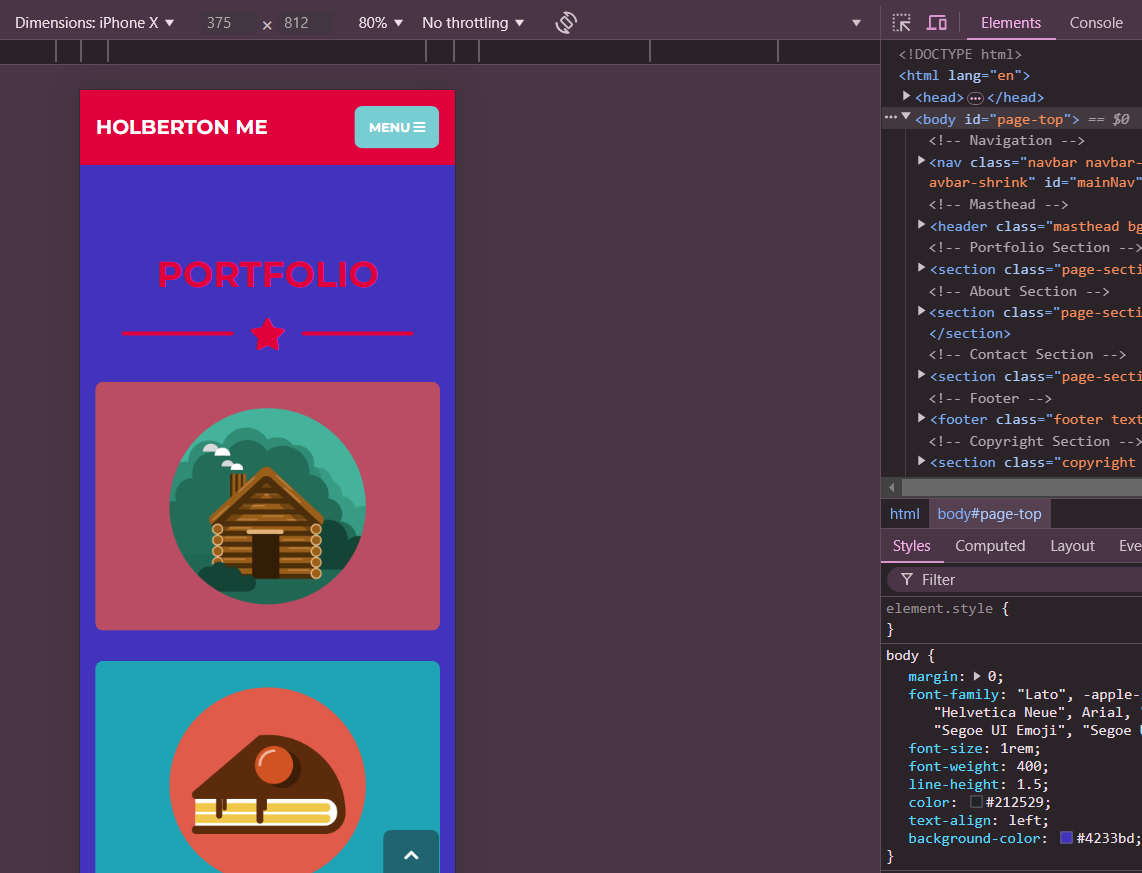 Dimensions: iPhone X 375 × 812 80% No throttling
Elements Console
HOLBERTON ME
MENU
PORTFOLIO
<!DOCTYPE html>
<html lang="en">
<head> ••• </head>
••• <body id="page-top"> == $0
<!-- Navigation -->
<nav class="navbar navbar-
avbar-shrink" id="mainNav"
<!-- Masthead -->
<header class="masthead bg
<!-- Portfolio Section -->
<section class="page-secti
<!-- About Section -->
<section class="page-secti
</section>
<!-- Contact Section -->
<section class="page-secti
<!-- Footer -->
<footer class="footer text
<!-- Copyright Section -->
<section class="copyright
html body#page-top
Styles Computed Layout Eve
Filter
element.style {
}
body {
margin: 0;
font-family: "Lato", -apple-
"Helvetica Neue", Arial, "
"Segoe UI Emoji", "Segoe U
font-size: 1rem;
font-weight: 400;
line-height: 1.5;
color: #212529;
text-align: left;
background-color: #4233bd;
}